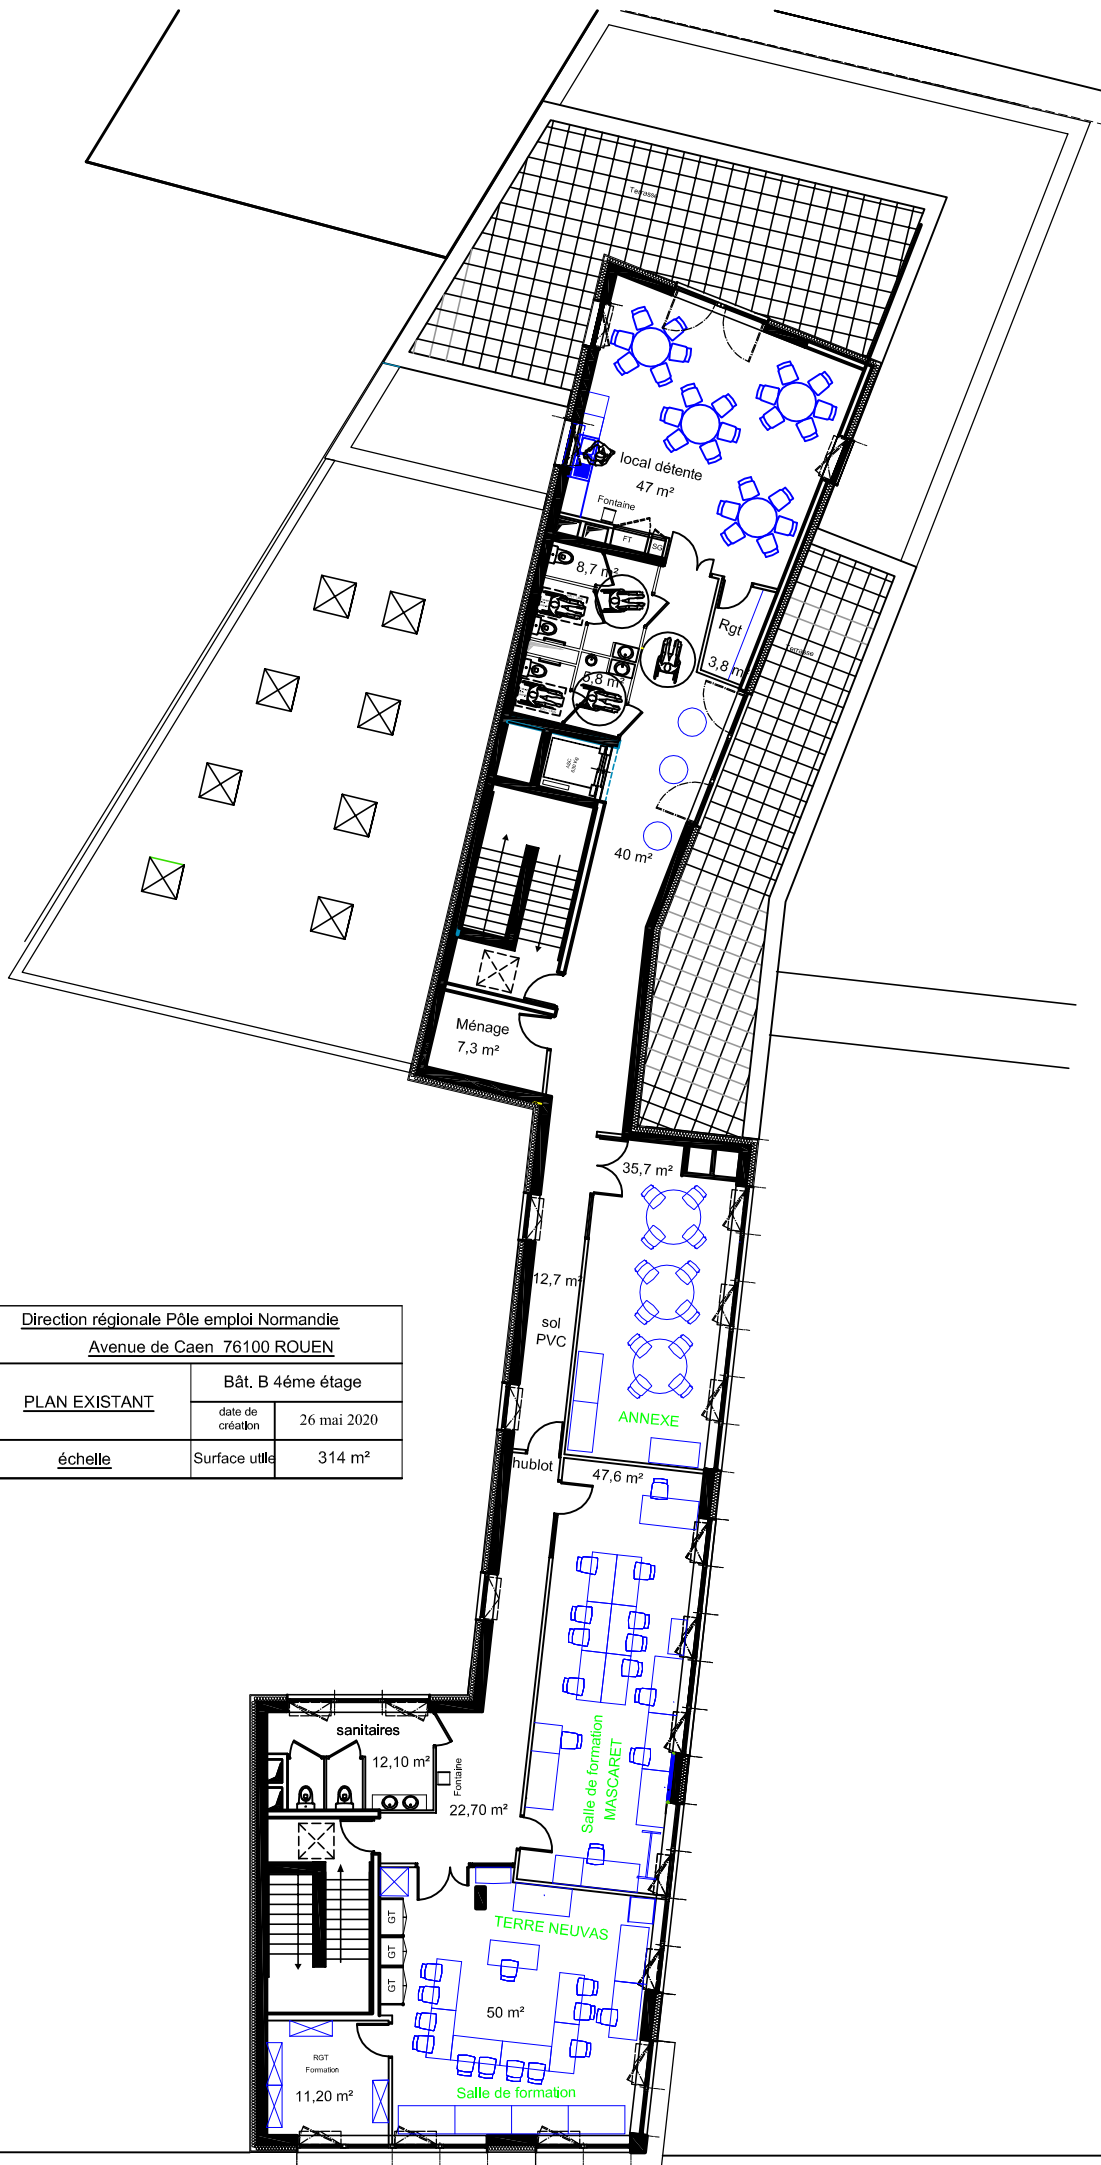 Terrasse
local détente
47 m²
Fontaine
FT
SG
8,7 m²
Rgt
3,8 m
Terrasse
5,8 m²
40 m²
Ménage
7,3 m²
35,7 m²
12,7 m²
sol
PVC
ANNEXE
Direction régionale Pôle emploi Normandie
Avenue de Caen 76100 ROUEN
PLAN EXISTANT
Bât. B 4éme étage
date de
création
26 mai 2020
échelle
Surface utile
314 m²
hublot
47,6 m²
Salle de formation
MASCARET
sanitaires
12,10 m²
Fontaine
22,70 m²
TERRE NEUVAS
GT
GT
GT
50 m²
RGT
Formation
11,20 m²
Salle de formation